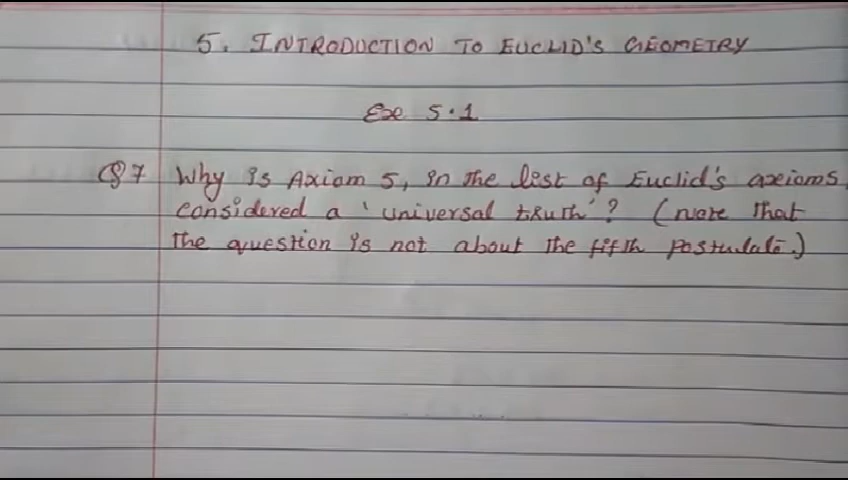 5. INTRODUCTION TO EUCLID'S GEOMETRY
Exe 5.1
Q7 Why is Axiom 5, in the list of Euclid's axioms
considered a 'universal truth'? (Note that
the question is not about the fifth postulate.)